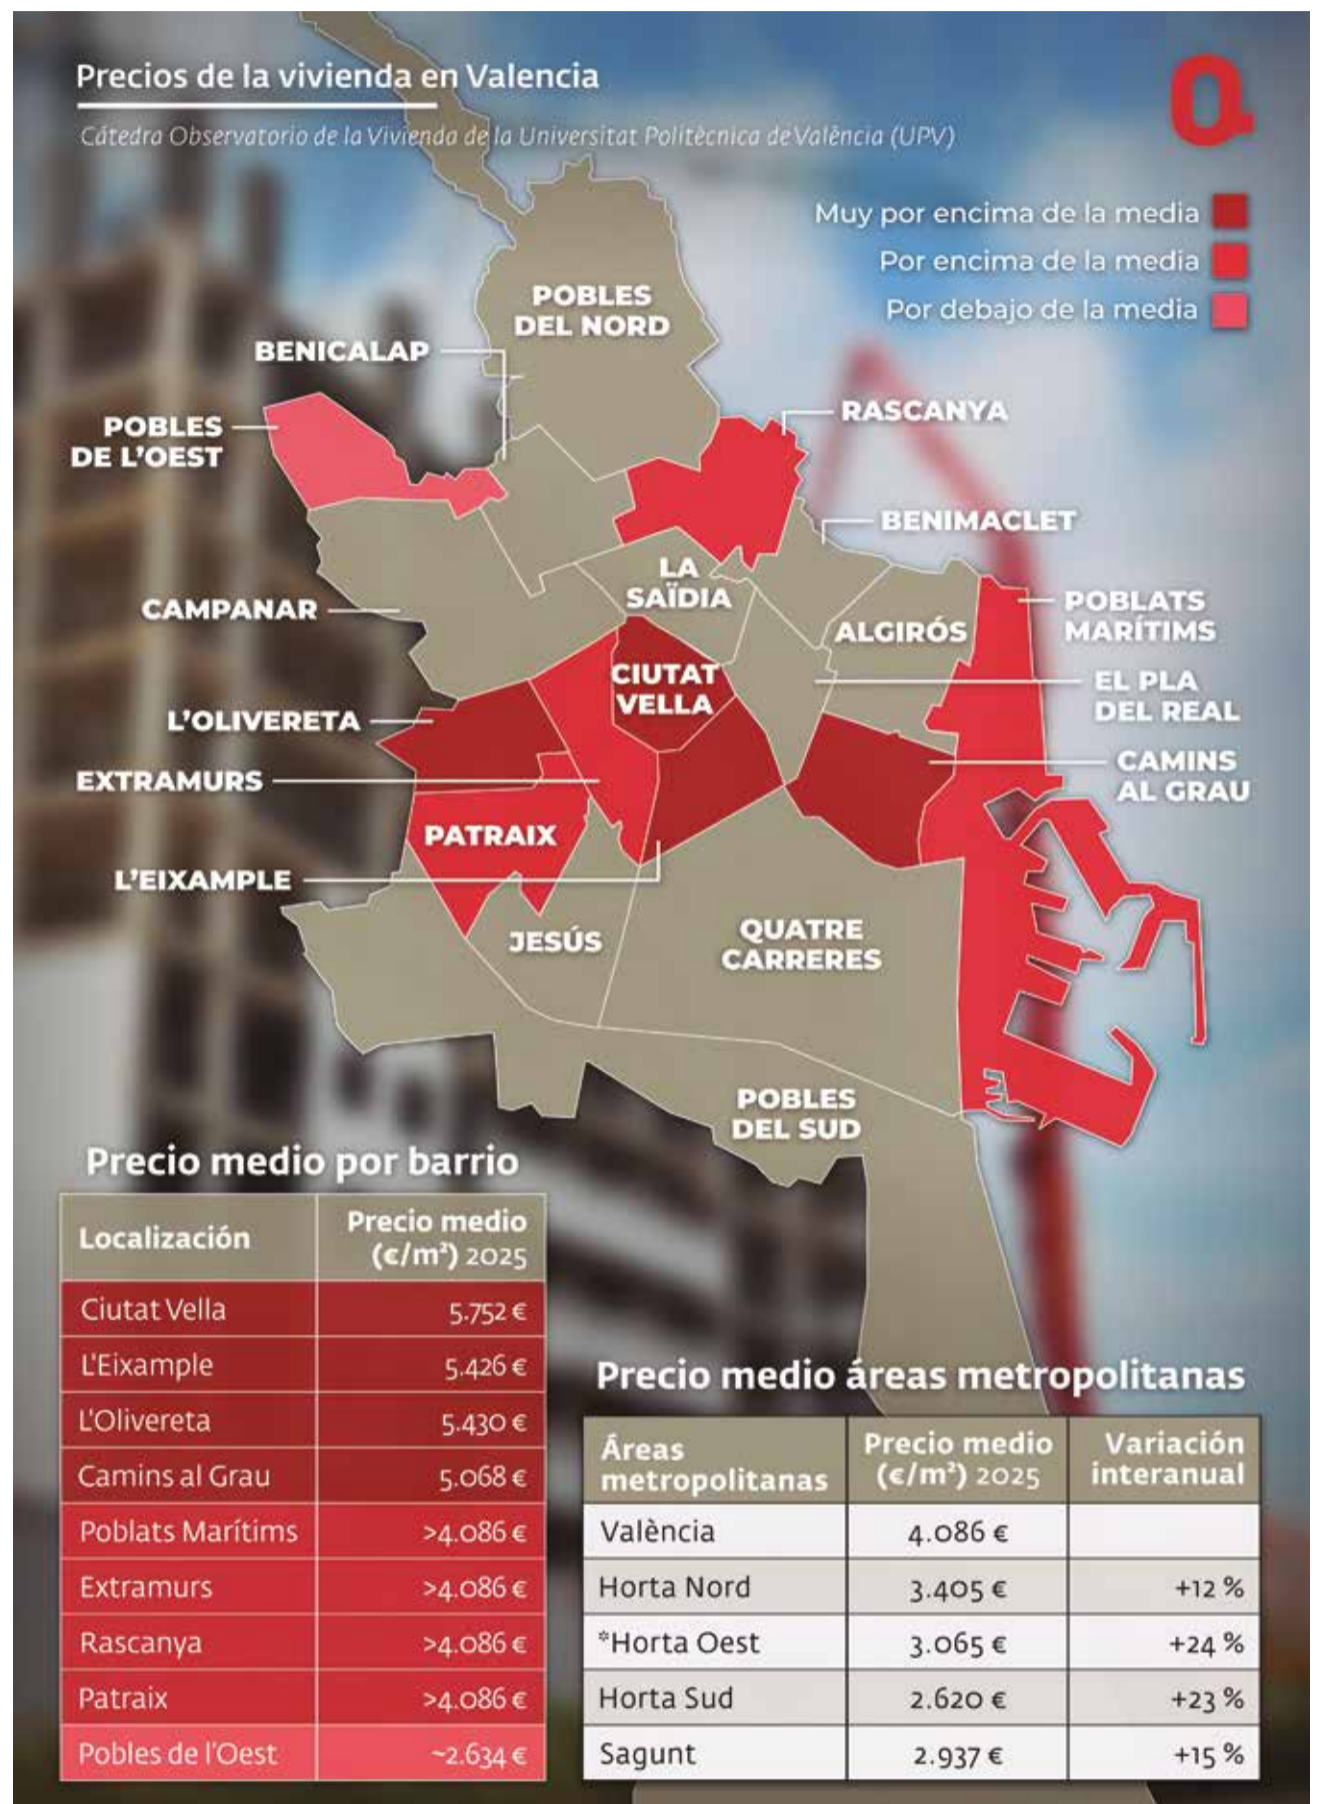 Precios de la vivienda en Valencia
Cátedra Observatorio de la Vivienda de la Universitat Politècnica de València (UPV)
Q
Muy por encima de la media
Por encima de la media
Por debajo de la media
POBLES
DEL NORD
BENICALAP
RASCANYA
POBLES
DE L'OEST
BENIMACLET
LA
SAÏDIA
CAMPANAR
POBLATS
MARÍTIMS
ALGIRÓS
CIUTAT
VELLA
EL PLA
DEL REAL
L'OLIVERETA
CAMINS
AL GRAU
EXTRAMURS
PATRAIX
L'EIXAMPLE
JESÚS
QUATRE
CARRERES
POBLES
DEL SUD
Precio medio por barrio
Localización Precio medio (€/m²) 2025
Ciutat Vella 5.752 €
L'Eixample 5.426 €
L'Olivereta 5.430 €
Camins al Grau 5.068 €
Poblats Marítims >4.086 €
Extramurs >4.086 €
Rascanya >4.086 €
Patraix >4.086 €
Pobles de l'Oest ~2.634 €
Precio medio áreas metropolitanas
Áreas metropolitanas Precio medio (€/m²) 2025 Variación interanual
València 4.086 €
Horta Nord 3.405 € +12 %
*Horta Oest 3.065 € +24 %
Horta Sud 2.620 € +23 %
Sagunt 2.937 € +15 %